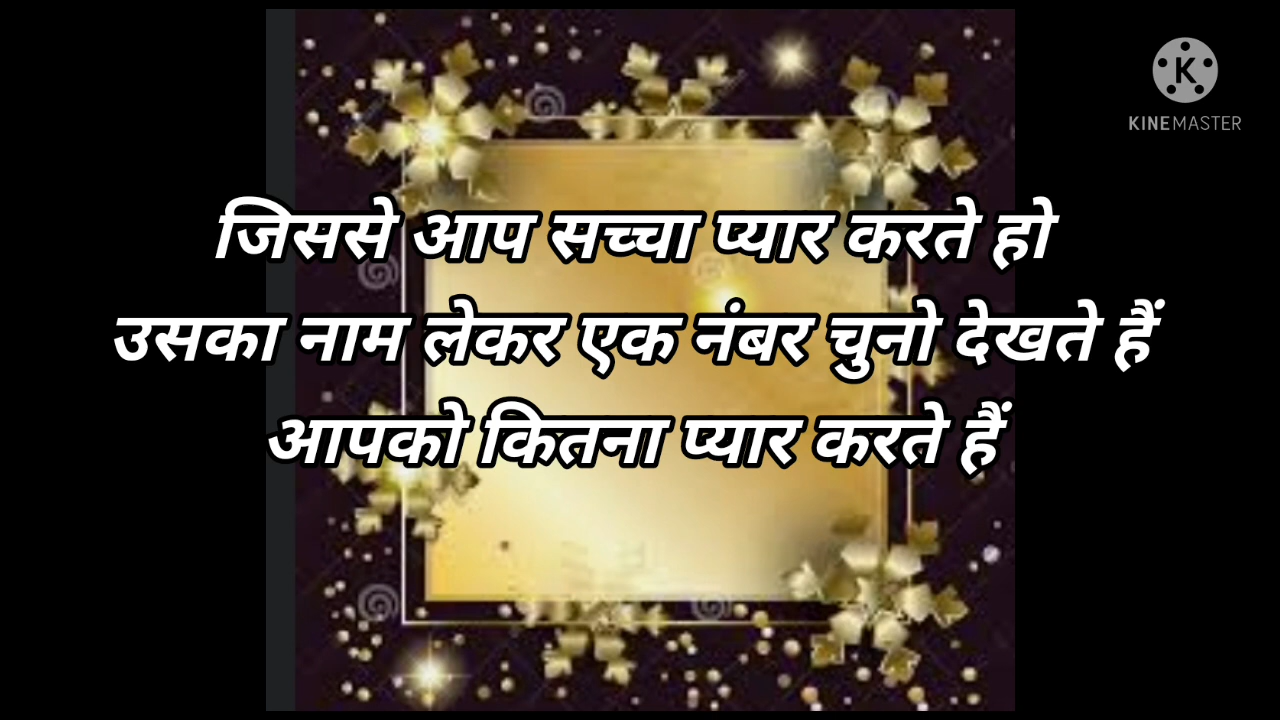 जिससे आप सच्चा प्यार करते हो
उसका नाम लेकर एक नंबर चुनो देखते हैं
आपको कितना प्यार करते हैं
K
KINEMASTER